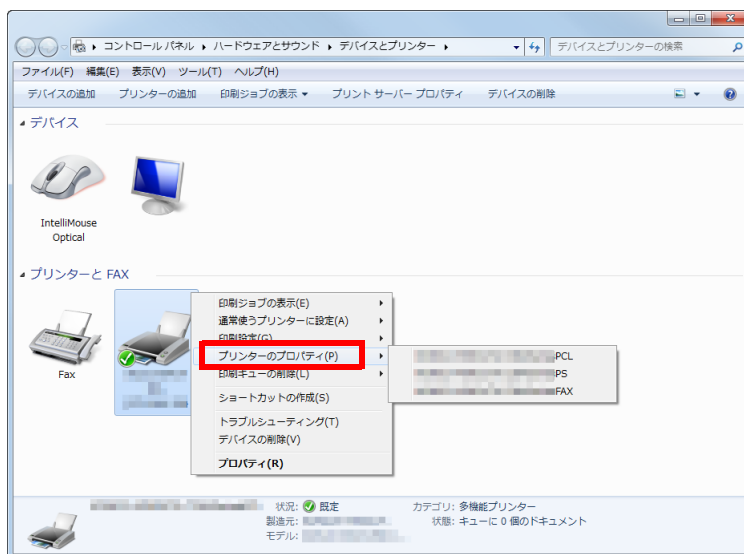 コントロール パネル ▸ ハードウェアとサウンド ▸ デバイスとプリンター ▸
デバイスとプリンターの検索
ファイル(F) 編集(E) 表示(V) ツール(T) ヘルプ(H)
デバイスの追加 プリンターの追加 印刷ジョブの表示 プリント サーバー プロパティ デバイスの削除
デバイス
IntelliMouse
Optical
プリンターと FAX
Fax
印刷ジョブの表示(E)
通常使うプリンターに設定(A)
印刷設定(G)
プリンターのプロパティ(P)
印刷キューの削除(L)
ショートカットの作成(S)
トラブルシューティング(T)
デバイスの削除(V)
プロパティ(R)
PCL
PS
FAX
状況: 既定 カテゴリ: 多機能プリンター
製造元: 状態: キューに 0 個のドキュメント
モデル: